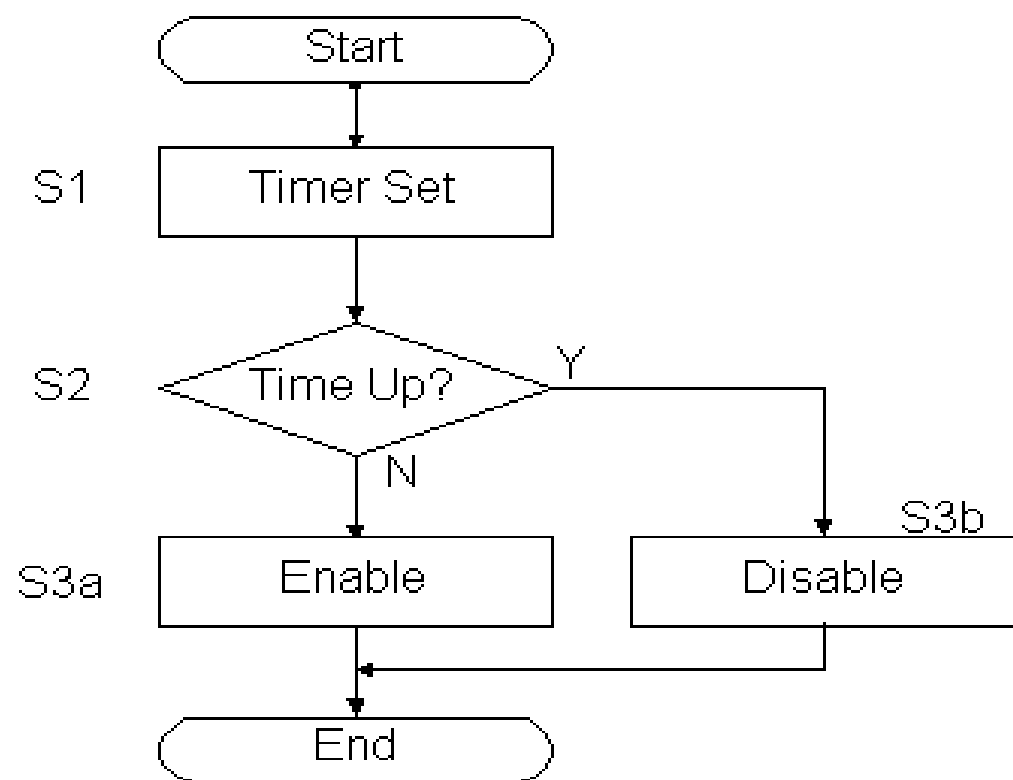 Start
S1
Timer Set
S2
Time Up?
Y
N
S3b
S3a
Enable
Disable
End